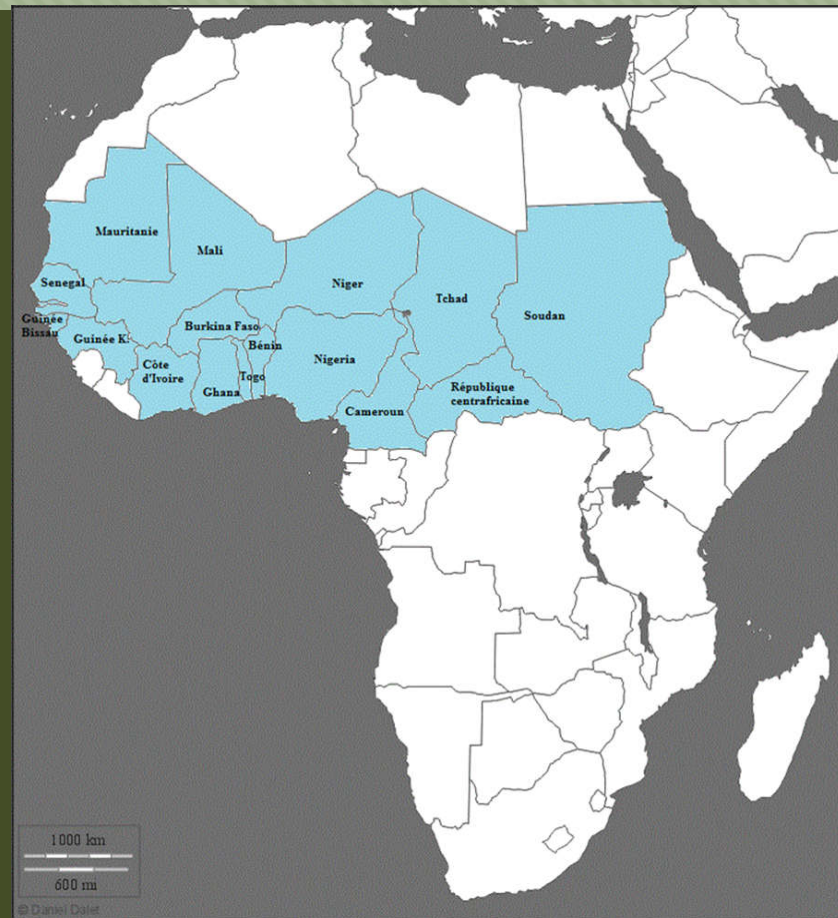 Mauritanie
Mali
Niger
Tchad
Soudan
Senegal
Guinée
Bissau
Guinée K.
Burkina Faso
Bénin
Nigeria
Côte
d'Ivoire
Togo
Ghana
Cameroun
République
centrafricaine
1000 km
600 mi
© Daniel Dalet